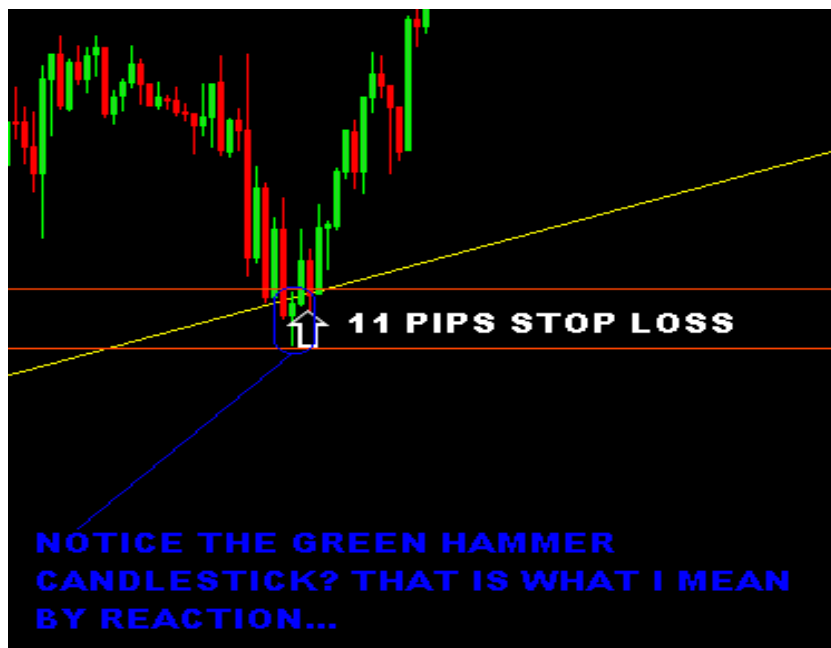 11 PIPS STOP LOSS
NOTICE THE GREEN HAMMER
CANDLESTICK? THAT IS WHAT I MEAN
BY REACTION...